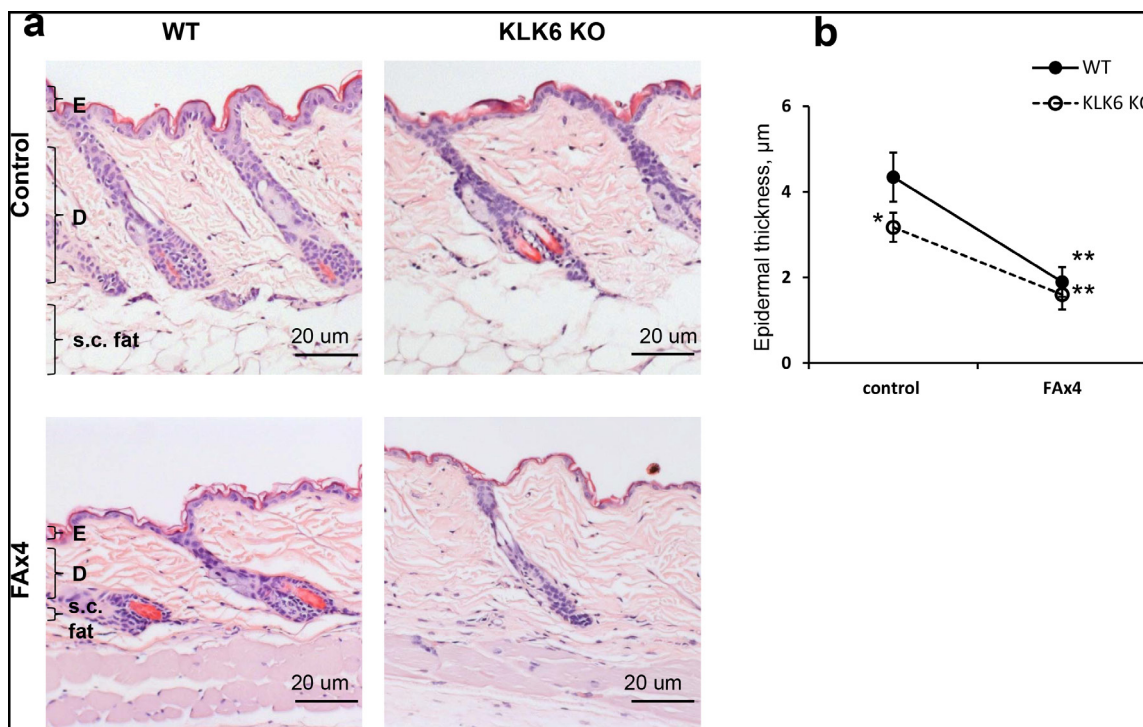 a
WT
KLK6 KO
Control
E
D
s.c. fat
20 um
20 um
FAx4
E
D
s.c.
fat
20 um
20 um
b
WT
KLK6 KO
Epidermal thickness, µm
6
4
2
0
*
**
**
control
FAx4